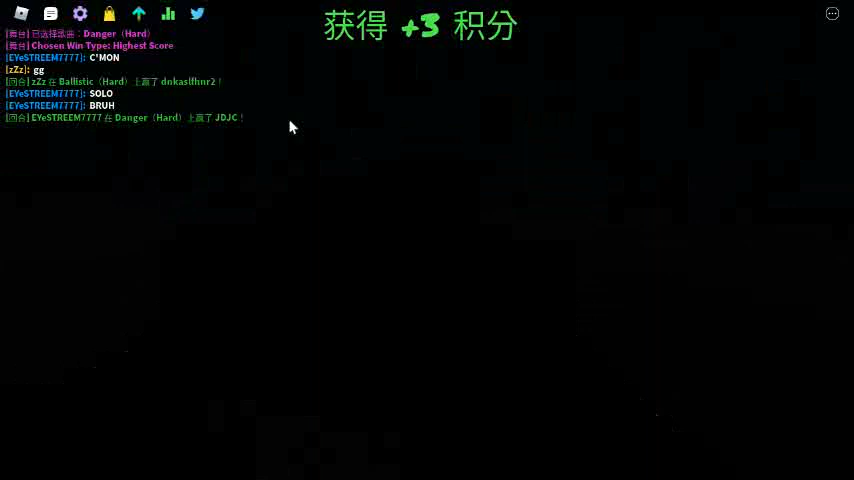 获得 +3 积分
[舞台] 已选择歌曲：Danger（Hard）
[舞台] Chosen Win Type: Highest Score
[EYeSTREEM7777]: C'MON
[zZz]: gg
[回合] zZz 在 Ballistic（Hard）上赢了 dnkaslfhnr2！
[EYeSTREEM7777]: SOLO
[EYeSTREEM7777]: BRUH
[回合] EYeSTREEM7777 在 Danger（Hard）上赢了 JDJC！